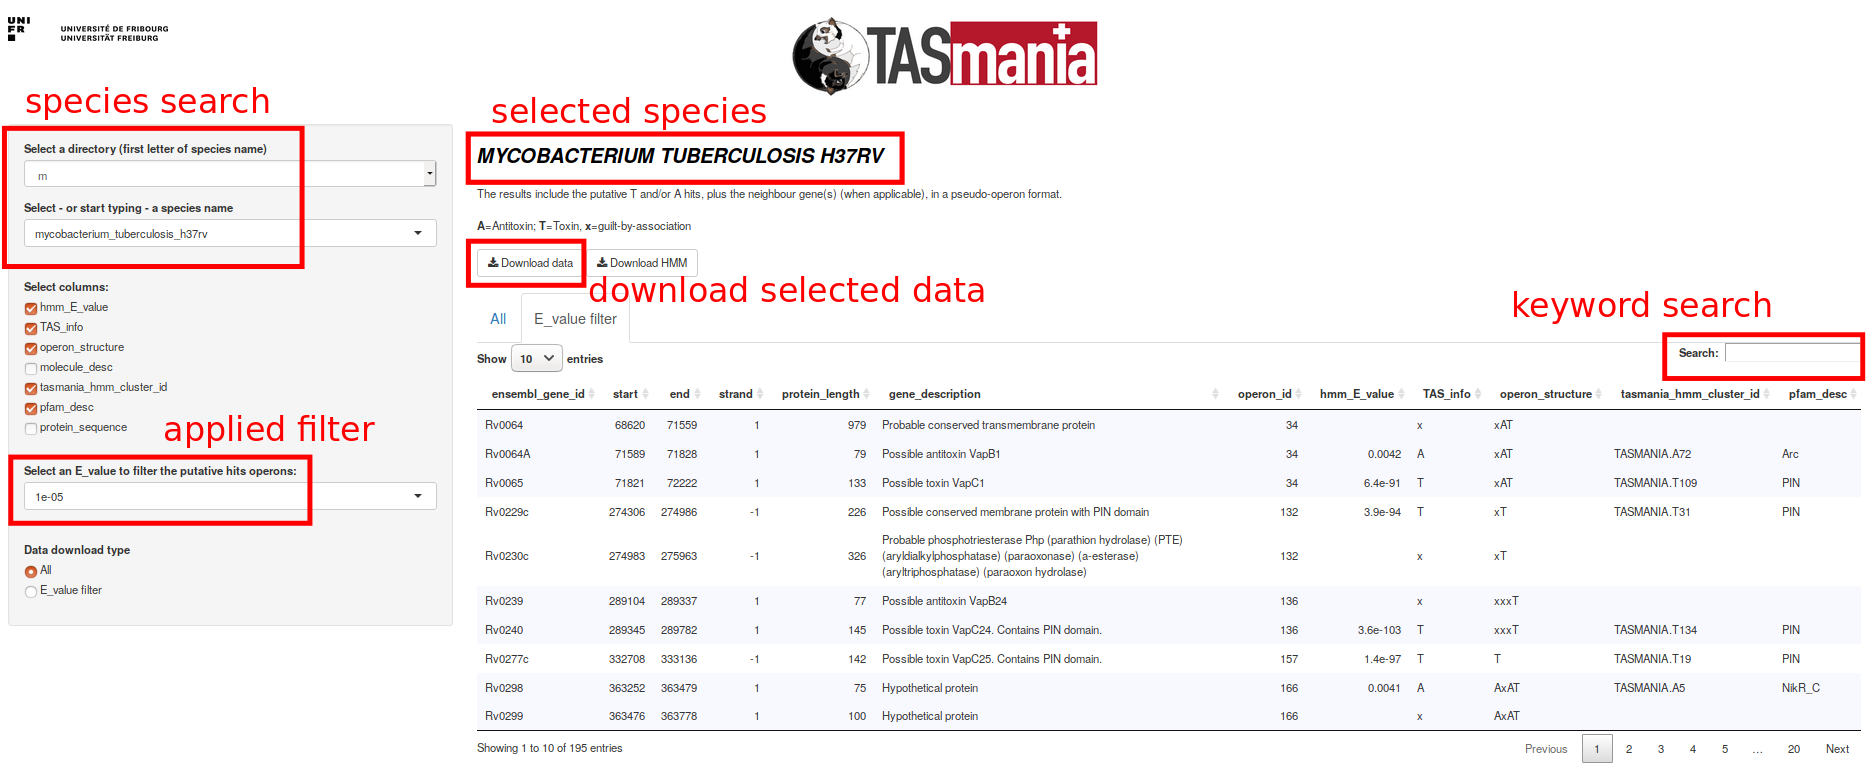 UNI
FR
UNIVERSITÉ DE FRIBOURG
UNIVERSITÄT FREIBURG
TASmania
species search
Select a directory (first letter of species name)
m
Select - or start typing - a species name
mycobacterium_tuberculosis_h37rv
Select columns:
hmm_E_value
TAS_info
operon_structure
molecule_desc
tasmania_hmm_cluster_id
pfam_desc
protein_sequence
applied filter
Select an E_value to filter the putative hits operons:
1e-05
Data download type
All
E_value filter
selected species
MYCOBACTERIUM TUBERCULOSIS H37RV
The results include the putative T and/or A hits, plus the neighbour gene(s) (when applicable), in a pseudo-operon format.
A=Antitoxin; T=Toxin, x=guilt-by-association
Download data Download HMM
download selected data
All E_value filter
keyword search
Show 10 entries
Search:
ensembl_gene_id start end strand protein_length gene_description operon_id hmm_E_value TAS_info operon_structure tasmania_hmm_cluster_id pfam_desc
Rv0064 68620 71559 1 979 Probable conserved transmembrane protein 34 x xAT
Rv0064A 71589 71828 1 79 Possible antitoxin VapB1 34 0.0042 A xAT TASMANIA.A72 Arc
Rv0065 71821 72222 1 133 Possible toxin VapC1 34 6.4e-91 T xAT TASMANIA.T109 PIN
Rv0229c 274306 274986 -1 226 Possible conserved membrane protein with PIN domain 132 3.9e-94 T xT TASMANIA.T31 PIN
Probable phosphotriesterase Php (parathion hydrolase) (PTE)
Rv0230c 274983 275963 -1 326 (aryldialkylphosphatase) (paraoxonase) (a-esterase) 132 x xT
(aryltriphosphatase) (paraoxon hydrolase)
Rv0239 289104 289337 1 77 Possible antitoxin VapB24 136 x xxxT
Rv0240 289345 289782 1 145 Possible toxin VapC24. Contains PIN domain. 136 3.6e-103 T xxxT TASMANIA.T134 PIN
Rv0277c 332708 333136 -1 142 Possible toxin VapC25. Contains PIN domain. 157 1.4e-97 T T TASMANIA.T19 PIN
Rv0298 363252 363479 1 75 Hypothetical protein 166 0.0041 A AxAT TASMANIA.A5 NikR_C
Rv0299 363476 363778 1 100 Hypothetical protein 166 x AxAT
Showing 1 to 10 of 195 entries
Previous 1 2 3 4 5 … 20 Next